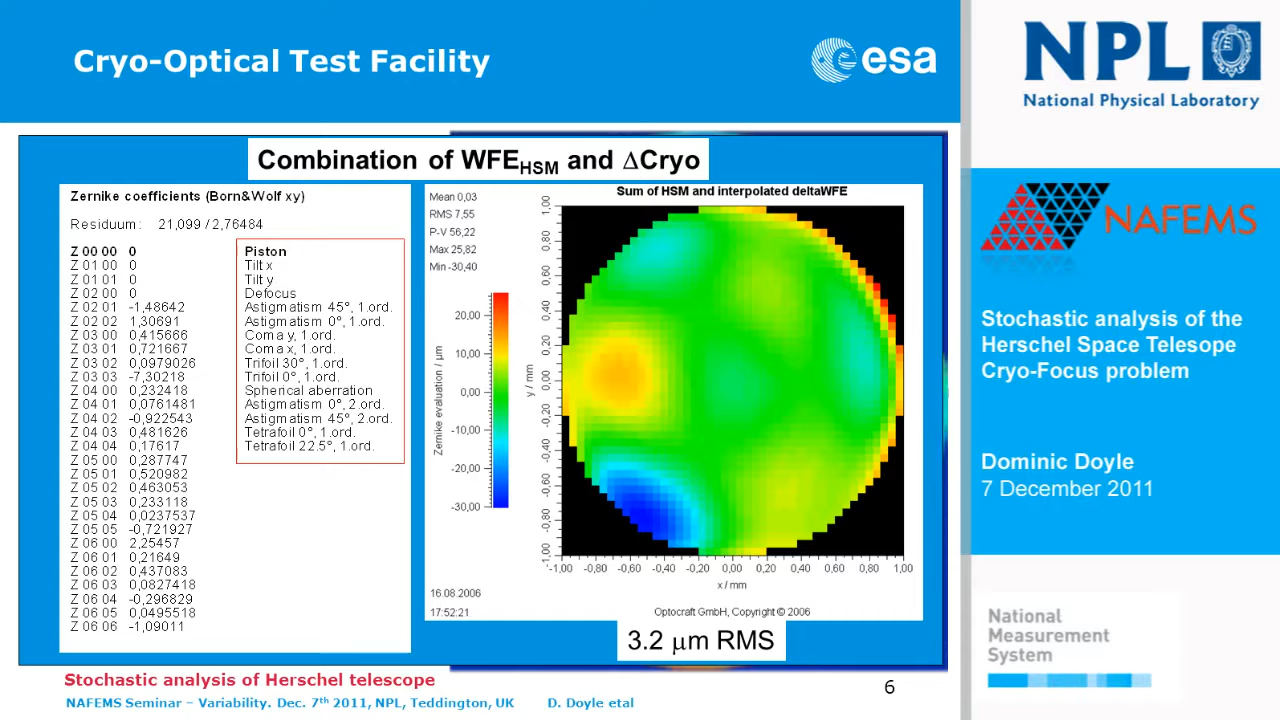 Cryo-Optical Test Facility
esa
Combination of WFEHSM and ΔCryo
Zernike coefficients (Born&Wolf xy)
Residuum: 21,099 / 2,76484
Z 00 00 0 Piston
Z 01 00 0 Tilt x
Z 01 01 0 Tilt y
Z 02 00 0 Defocus
Z 02 01 -1,48642 Astigmatism 45°, 1.ord.
Z 02 02 1,30691 Astigmatism 0°, 1.ord.
Z 03 00 0,415666 Coma y, 1.ord.
Z 03 01 0,721667 Coma x, 1.ord.
Z 03 02 0,0979026 Trifoil 30°, 1.ord.
Z 03 03 -7,30218 Trifoil 0°, 1.ord.
Z 04 00 0,232418 Spherical aberration
Z 04 01 0,0761481 Astigmatism 0°, 2.ord.
Z 04 02 -0,922543 Astigmatism 45°, 2.ord.
Z 04 03 0,481626 Tetrafoil 0°, 1.ord.
Z 04 04 0,17617 Tetrafoil 22.5°, 1.ord.
Z 05 00 0,287747
Z 05 01 0,520982
Z 05 02 0,463053
Z 05 03 0,233118
Z 05 04 0,0237537
Z 05 05 -0,721927
Z 06 00 2,25457
Z 06 01 0,21649
Z 06 02 0,437083
Z 06 03 0,0827418
Z 06 04 -0,296829
Z 06 05 0,0495518
Z 06 06 -1,09011
Mean 0,03
RMS 7,55
P-V 56,22
Max 25,82
Min -30,40
Sum of HSM and interpolated deltaWFE
Zernike evaluation / µm
20,00
10,00
0,00
-10,00
-20,00
-30,00
y / mm
1,00
0,80
0,60
0,40
0,20
0,00
-0,20
-0,40
-0,60
-0,80
-1,00
-1,00 -0,80 -0,60 -0,40 -0,20 0,00 0,20 0,40 0,60 0,80 1,00
x / mm
16.08.2006
17:52:21
Optocraft GmbH, Copyright © 2006
3.2 µm RMS
Stochastic analysis of Herschel telescope
NAFEMS Seminar – Variability. Dec. 7th 2011, NPL, Teddington, UK D. Doyle etal
6
NPL
National Physical Laboratory
NAFEMS
Stochastic analysis of the
Herschel Space Telesope
Cryo-Focus problem
Dominic Doyle
7 December 2011
National
Measurement
System